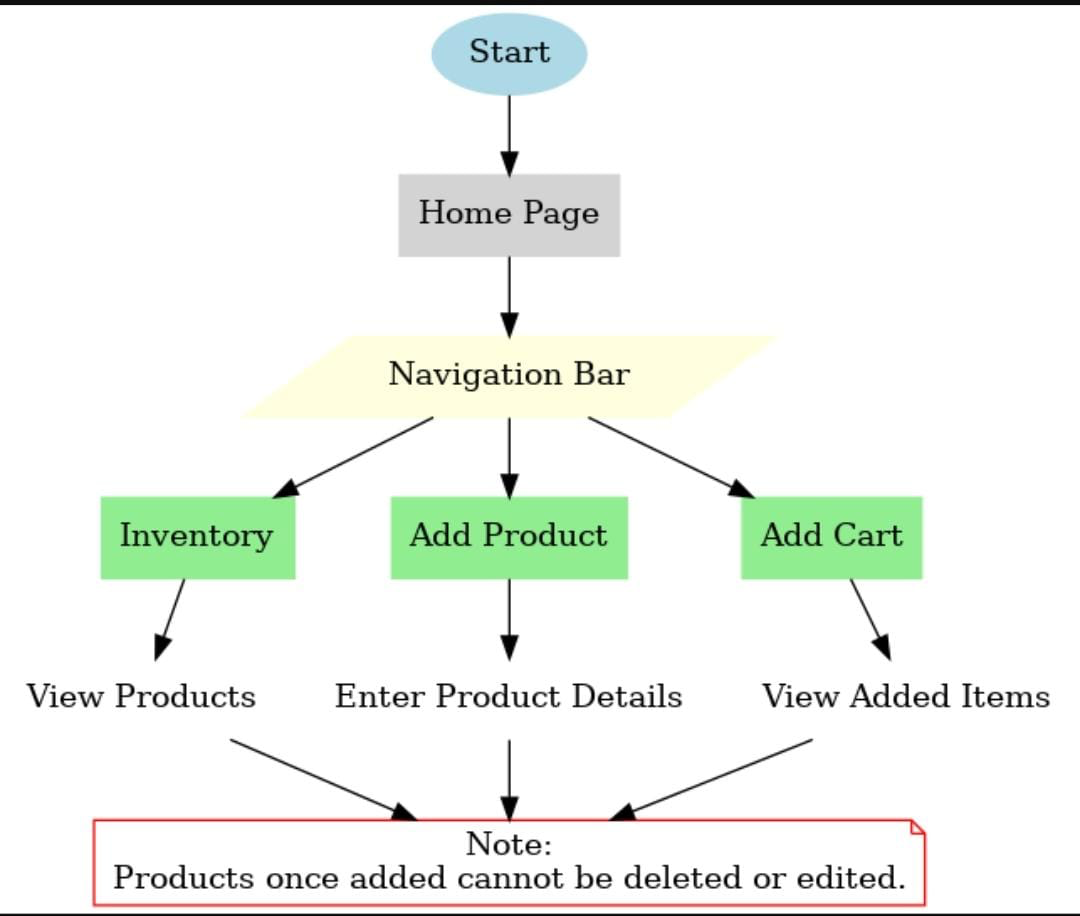 Start
Home Page
Navigation Bar
Inventory
Add Product
Add Cart
View Products
Enter Product Details
View Added Items
Note:
Products once added cannot be deleted or edited.